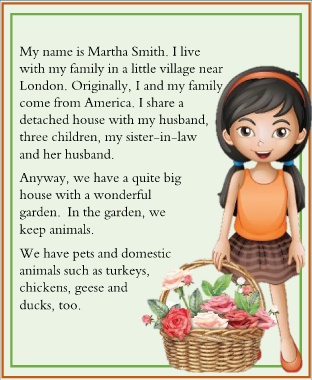 My name is Martha Smith. I live
with my family in a little village near
London. Originally, I and my family
come from America. I share a
detached house with my husband,
three children, my sister-in-law
and her husband.
Anyway, we have a quite big
house with a wonderful
garden.  In the garden, we
keep animals.
We have pets and domestic
animals such as turkeys,
chickens, geese and
ducks, too.